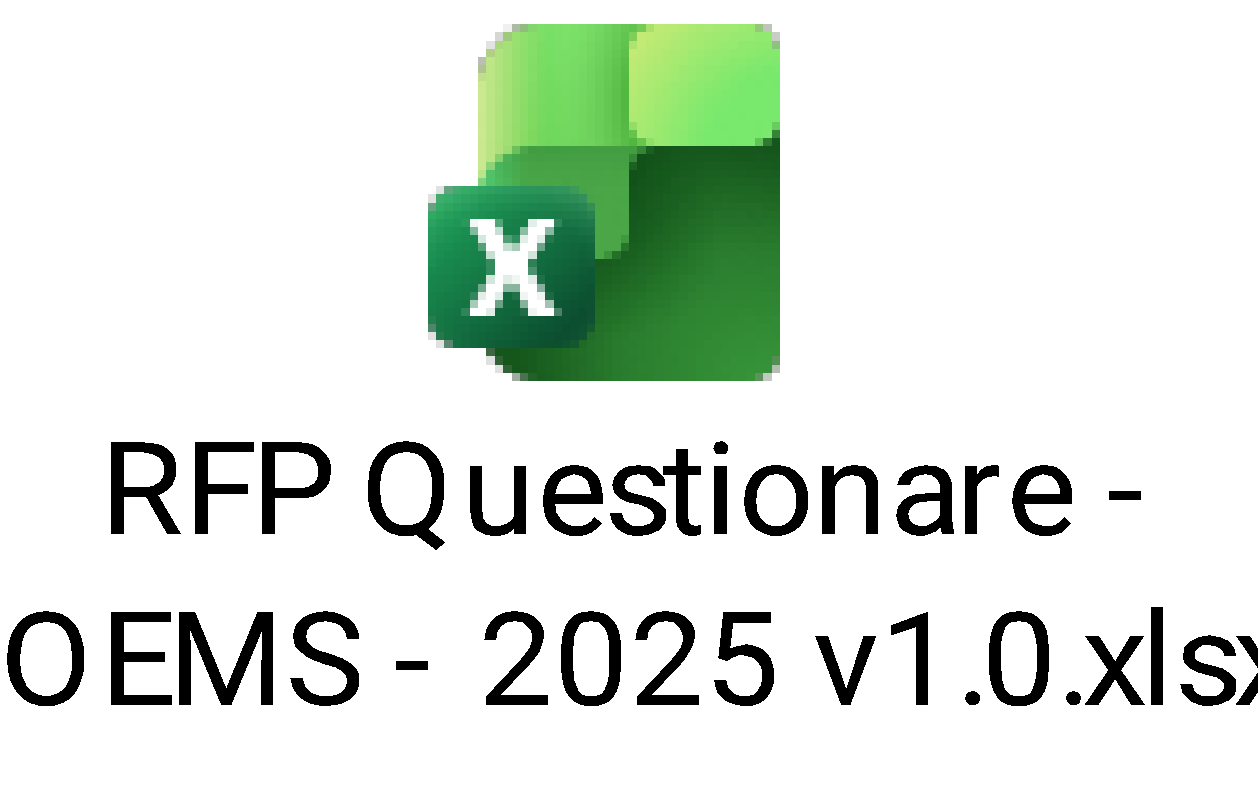 X
RFP Questionare -
OEMS - 2025 v1.0.xlsx